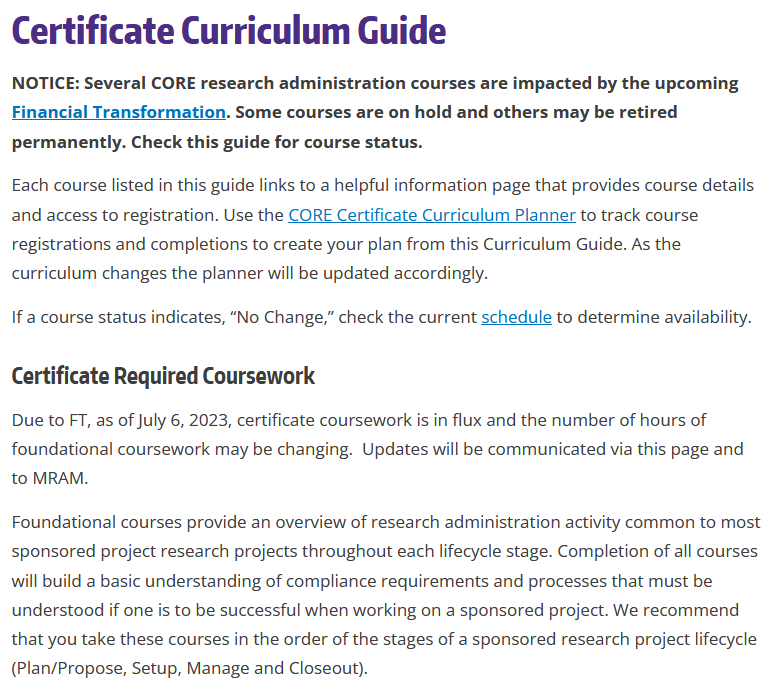 Certificate Curriculum Guide
NOTICE: Several CORE research administration courses are impacted by the upcoming
Financial Transformation. Some courses are on hold and others may be retired
permanently. Check this guide for course status.
Each course listed in this guide links to a helpful information page that provides course details
and access to registration. Use the CORE Certificate Curriculum Planner to track course
registrations and completions to create your plan from this Curriculum Guide. As the
curriculum changes the planner will be updated accordingly.
If a course status indicates, “No Change,” check the current schedule to determine availability.
Certificate Required Coursework
Due to FT, as of July 6, 2023, certificate coursework is in flux and the number of hours of
foundational coursework may be changing.  Updates will be communicated via this page and
to MRAM.
Foundational courses provide an overview of research administration activity common to most
sponsored project research projects throughout each lifecycle stage. Completion of all courses
will build a basic understanding of compliance requirements and processes that must be
understood if one is to be successful when working on a sponsored project. We recommend
that you take these courses in the order of the stages of a sponsored research project lifecycle
(Plan/Propose, Setup, Manage and Closeout).